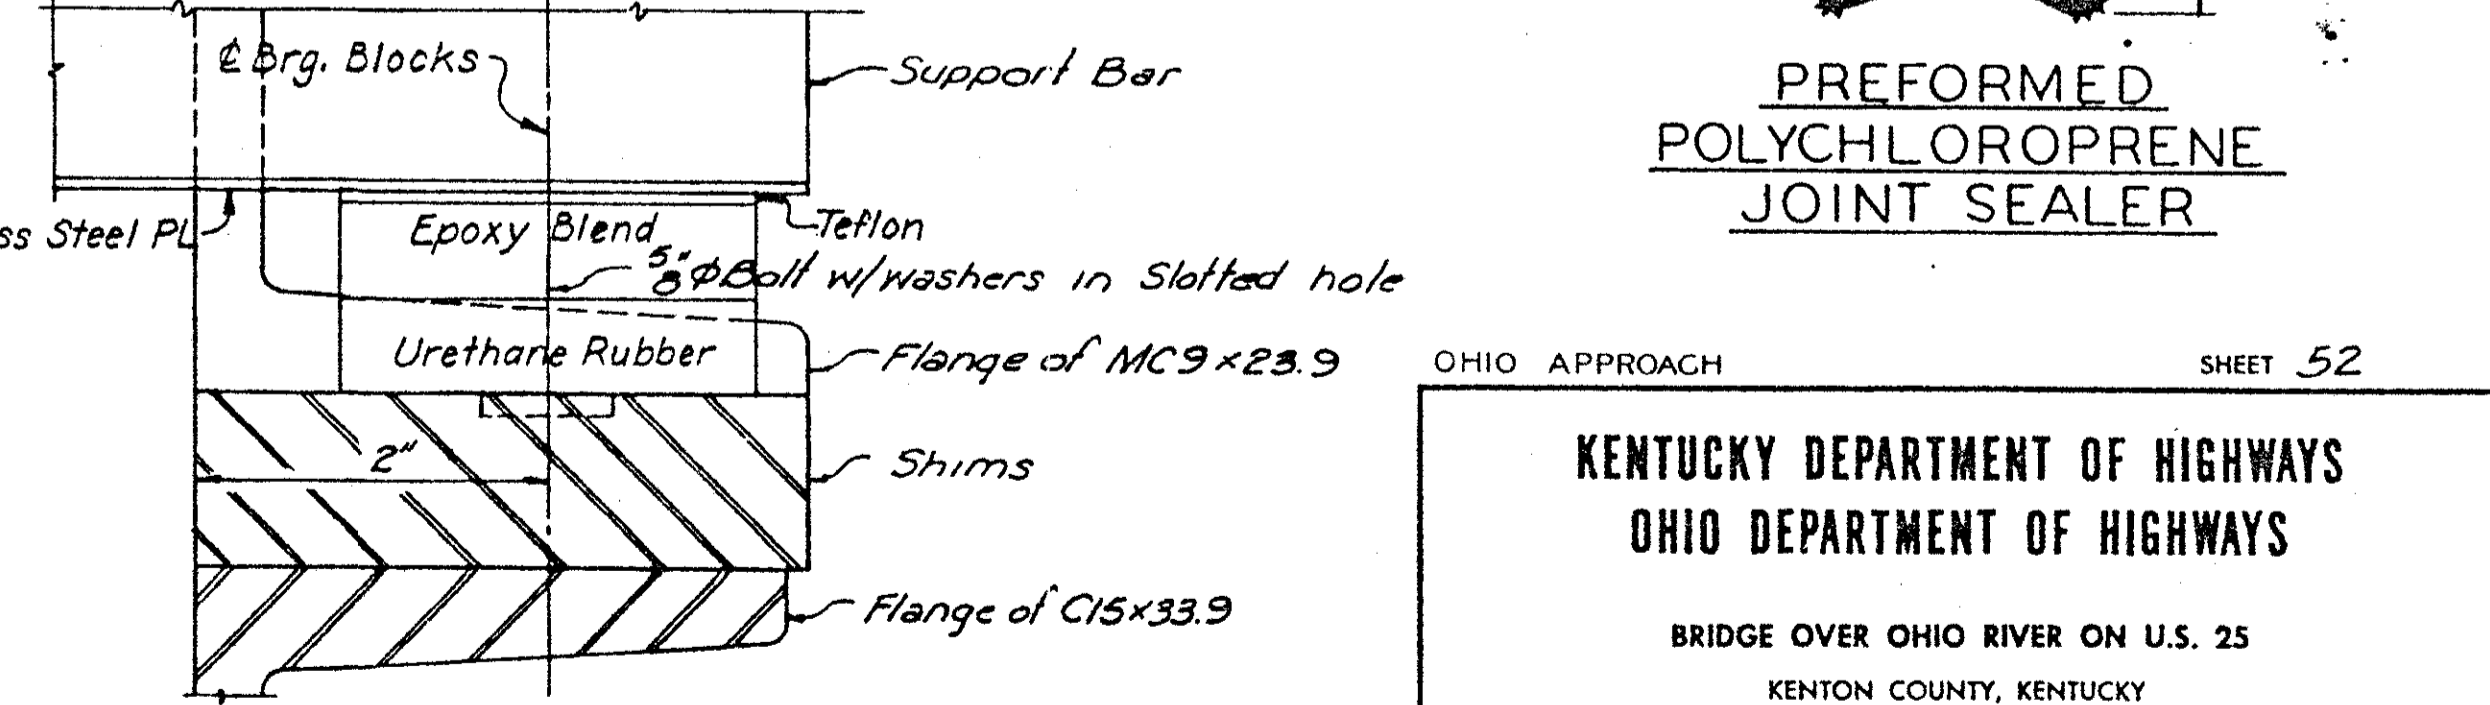 ℄ Brg. Blocks
Support Bar
ss Steel PL
Epoxy Blend
Teflon
5/8" ϕ Bolt w/washers in Slotted hole
Urethane Rubber
Flange of MC9×23.9
2"
Shims
Flange of C15×33.9
PREFORMED
POLYCHLOROPRENE
JOINT SEALER
OHIO APPROACH SHEET 52
KENTUCKY DEPARTMENT OF HIGHWAYS
OHIO DEPARTMENT OF HIGHWAYS
BRIDGE OVER OHIO RIVER ON U.S. 25
KENTON COUNTY, KENTUCKY